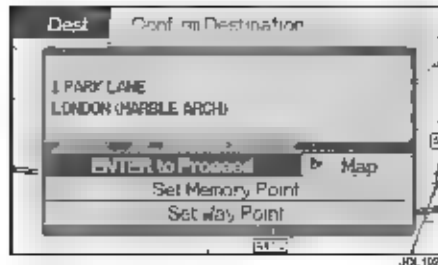 Dest Confirm Destination
1 PARK LANE
LONDON (MARBLE ARCH)
ENTER to Proceed Map
Set Memory Point
Set Way Point